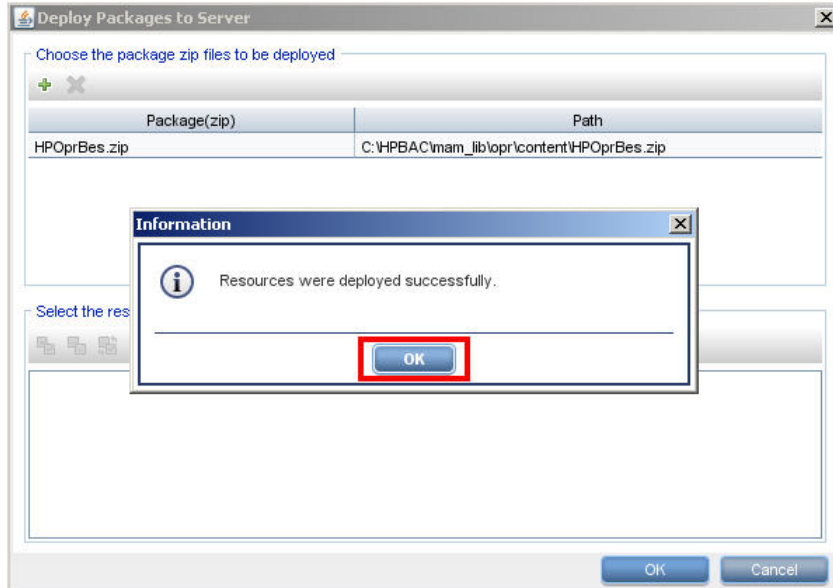 Deploy Packages to Server
Choose the package zip files to be deployed
Package(zip) Path
HPOprBes.zip C:\HPBAC\mam_lib\opr\content\HPOprBes.zip
Information
Resources were deployed successfully.
Select the res
OK
OK Cancel